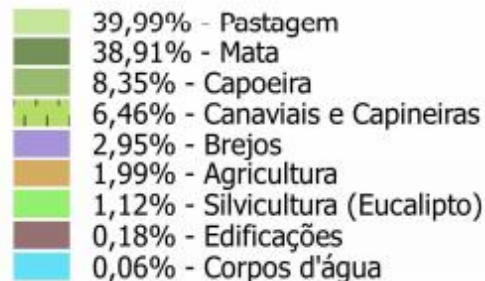 39,99% - Pastagem
38,91% - Mata
8,35% - Capoeira
6,46% - Canaviais e Capineiras
2,95% - Brejos
1,99% - Agricultura
1,12% - Silvicultura (Eucalipto)
0,18% - Edificações
0,06% - Corpos d'água